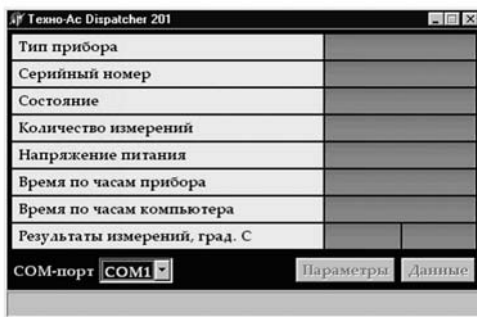 Техно-Ас Dispatcher 201
Тип прибора
Серийный номер
Состояние
Количество измерений
Напряжение питания
Время по часам прибора
Время по часам компьютера
Результаты измерений, град. С
COM-порт COM1 Параметры Данные